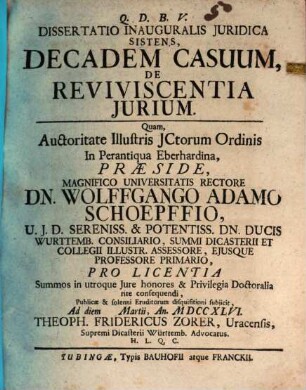 Q. D. B. V.
DISSERTATIO INAUGURALIS JURIDICA
SISTENS,
DECADEM CASUUM,
DE
REVIVISCENTIA
JURIUM.
Quam,
Auctoritate Illustris JCtorum Ordinis
In Perantiqua Eberhardina,
PRÆSIDE,
MAGNIFICO UNIVERSITATIS RECTORE
DN. WOLFFGANGO ADAMO
SCHOEPFFIO,
U. J. D. SERENISS. & POTENTISS. DN. DUCIS
WURTTEMB. CONSILIARIO, SUMMI DICASTERII ET
COLLEGII ILLUSTR. ASSESSORE, EJUSQUE
PROFESSORE PRIMARIO,
PRO LICENTIA
Summos in utroque Jure honores & Privilegia Doctoralia
rite consequendi,
Publicæ & solenni Eruditorum disquisitioni subjicit,
Ad diem Martii, An. MDCCXLVI.
THEOPH. FRIDERICUS ZORER, Uracensis,
Supremi Dicasterii Würtemb. Advocatus.
H. L. Q. C.
TUBINGÆ, Typis BAUHOFII atque FRANCKII.